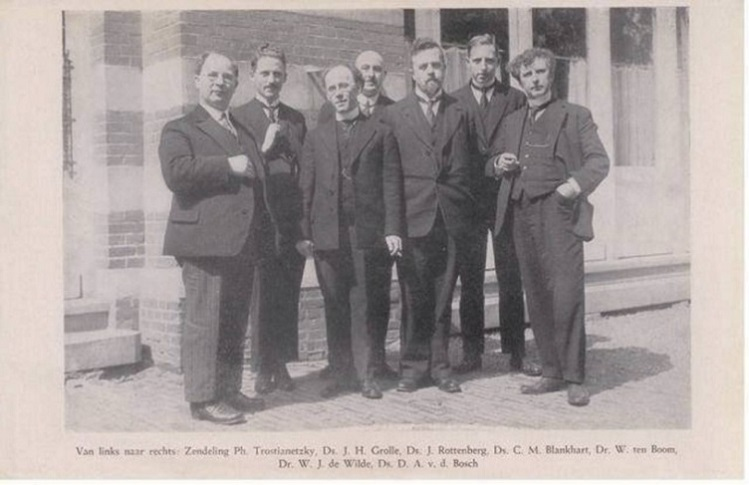 Van links naar rechts: Zendeling Ph. Trostianetzky, Ds. J. H. Grolle, Ds. J. Rottenberg, Ds. C. M. Blankhart, Dr. W. ten Boom,
Dr. W. J. de Wilde, Ds. D. A. v. d. Bosch